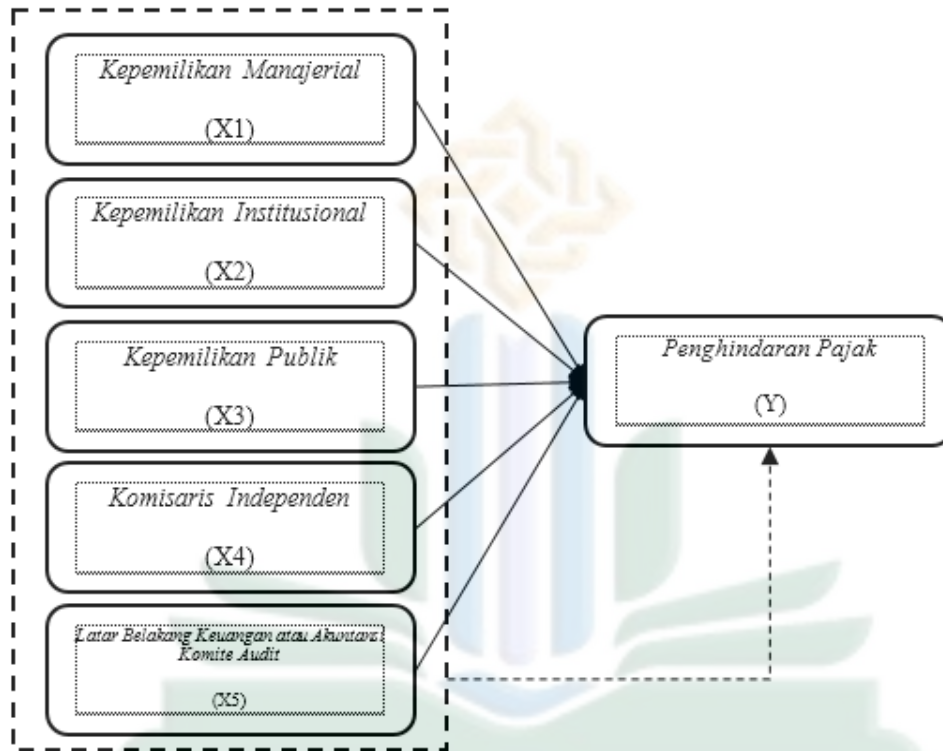 Kepemilikan Manajerial
(X1)
Kepemilikan Institusional
(X2)
Kepemilikan Publik
(X3)
Komisaris Independen
(X4)
Latar Belakang Keuangan atau Akuntansi
Komite Audit
(X5)
Penghindaran Pajak
(Y)